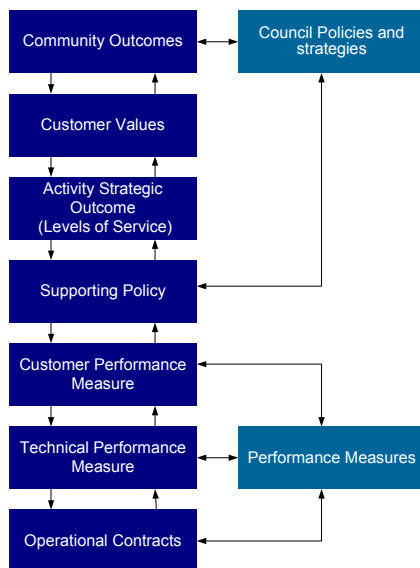 Community Outcomes
Council Policies and
strategies
Customer Values
Activity Strategic
Outcome
(Levels of Service)
Supporting Policy
Customer Performance
Measure
Technical Performance
Measure
Performance Measures
Operational Contracts